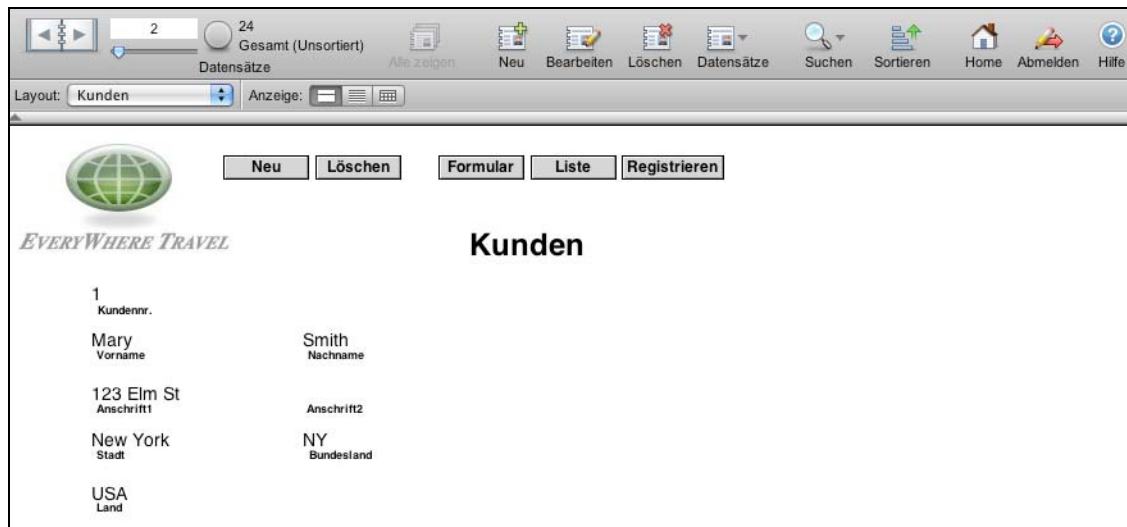 2
24
Gesamt (Unsortiert)
Datensätze
Alle zeigen
Neu Bearbeiten Löschen Datensätze Suchen Sortieren Home Abmelden Hilfe
Layout: Kunden Anzeige:
Neu Löschen Formular Liste Registrieren
EVERYWHERE TRAVEL
Kunden
1
Kundennr.
Mary Smith
Vorname Nachname
123 Elm St
Anschrift1 Anschrift2
New York NY
Stadt Bundesland
USA
Land